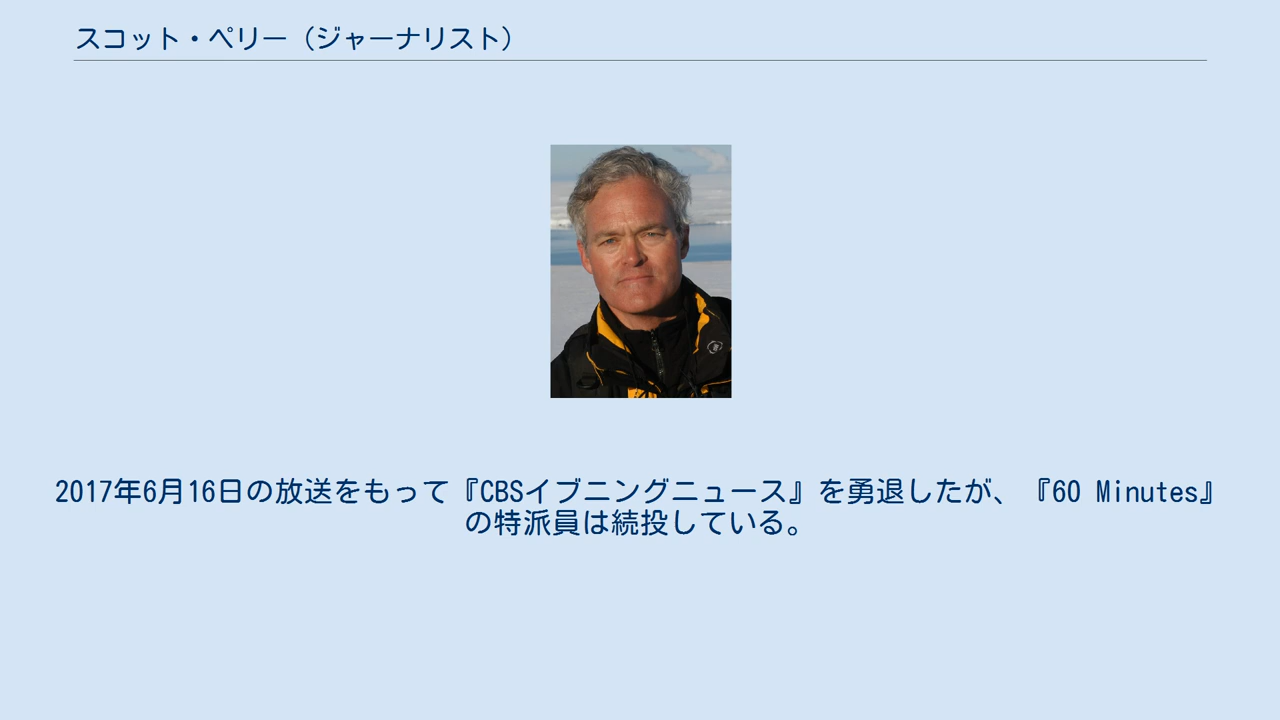 スコット・ペリー（ジャーナリスト）
2017年6月16日の放送をもって『CBSイブニングニュース』を勇退したが、『60 Minutes』
の特派員は続投している。